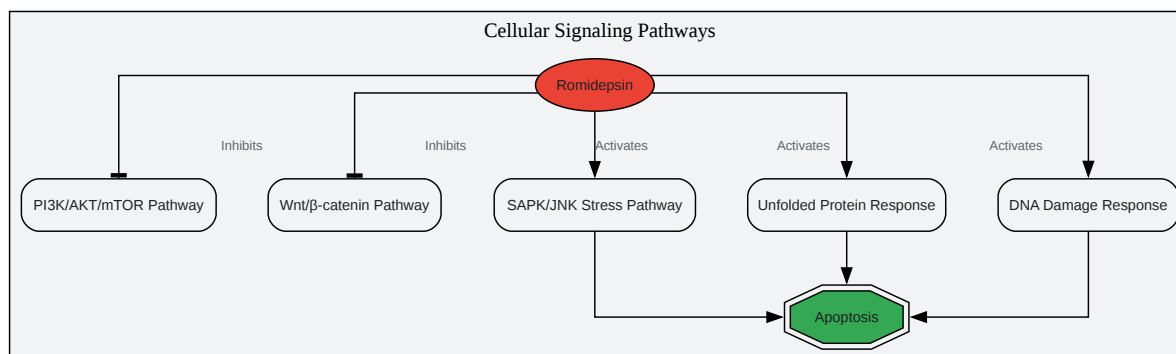 Cellular Signaling Pathways
Romidepsin
Inhibits
Inhibits
Activates
Activates
Activates
PI3K/AKT/mTOR Pathway
Wnt/β-catenin Pathway
SAPK/JNK Stress Pathway
Unfolded Protein Response
DNA Damage Response
Apoptosis